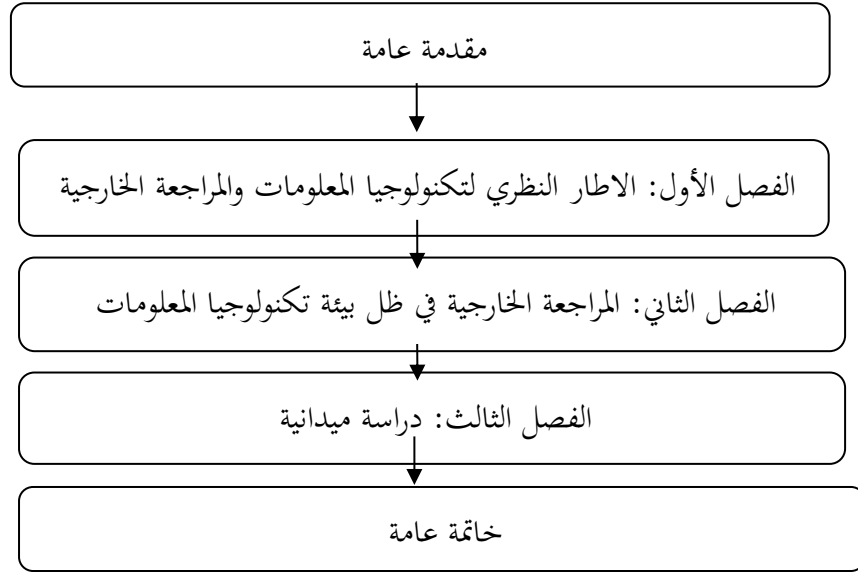 مقدمة عامة
الفصل الأول: الاطار النظري لتكنولوجيا المعلومات والمراجعة الخارجية
الفصل الثاني: المراجعة الخارجية في ظل بيئة تكنولوجيا المعلومات
الفصل الثالث: دراسة ميدانية
خاتمة عامة